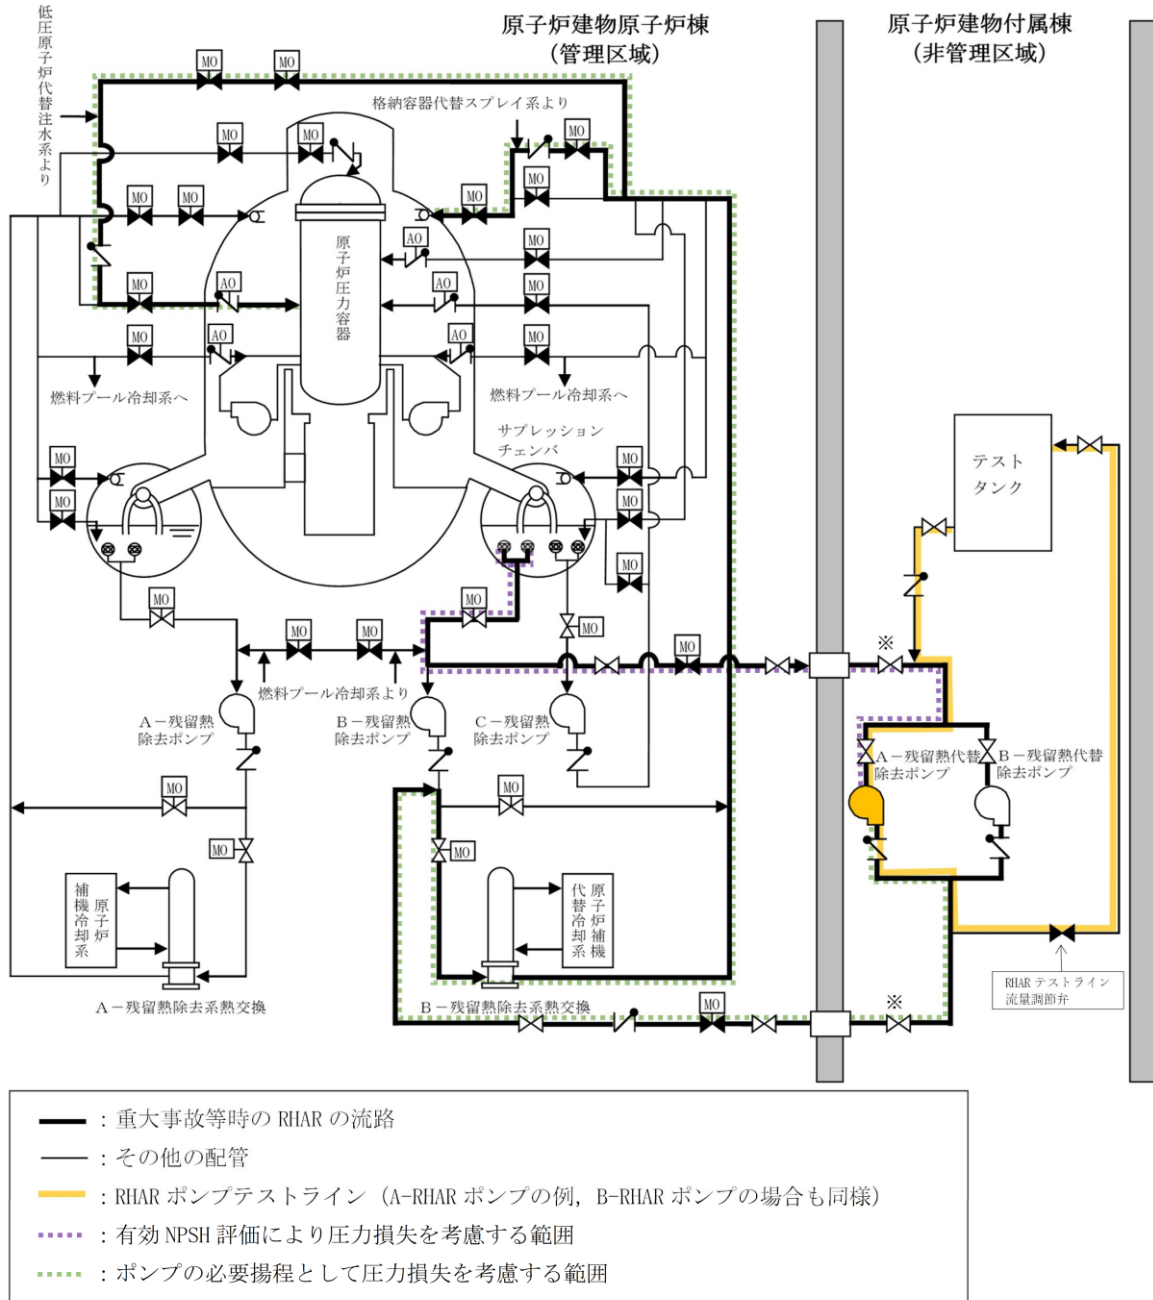 原子炉建物原子炉棟
(管理区域)
原子炉建物付属棟
(非管理区域)
低圧原子炉代替注水系より
MO
MO
格納容器代替スプレイ系より
MO
MO
MO
MO
MO
MO
MO
MO
AO
MO
原子炉圧力容器
MO
AO
AO
MO
MO
AO
AO
MO
燃料プール冷却系へ
燃料プール冷却系へ
サプレッション
チェンバ
MO
MO
MO
MO
MO
MO
MO
MO
MO
MO
MO
MO
テスト
タンク
※
燃料プール冷却系より
A-残留熱
除去ポンプ
B-残留熱
除去ポンプ
C-残留熱
除去ポンプ
A-残留熱代替
除去ポンプ
B-残留熱代替
除去ポンプ
MO
MO
MO
MO
原子炉
補機冷却系
原子炉補機
代替冷却系
A-残留熱除去系熱交換
B-残留熱除去系熱交換
MO
※
RHARテストライン
流量調節弁
:重大事故等時の RHAR の流路
:その他の配管
:RHAR ポンプテストライン (A-RHAR ポンプの例, B-RHAR ポンプの場合も同様)
:有効 NPSH 評価により圧力損失を考慮する範囲
:ポンプの必要揚程として圧力損失を考慮する範囲